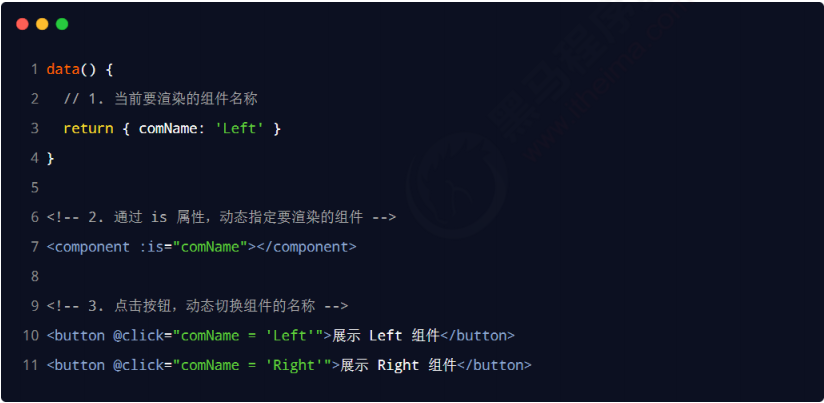 1 data() {
2 // 1. 当前要渲染的组件名称
3 return { comName: 'Left' }
4 }
5
6 <!-- 2. 通过 is 属性，动态指定要渲染的组件 -->
7 <component :is="comName"></component>
8
9 <!-- 3. 点击按钮，动态切换组件的名称 -->
10 <button @click="comName = 'Left'">展示 Left 组件</button>
11 <button @click="comName = 'Right'">展示 Right 组件</button>